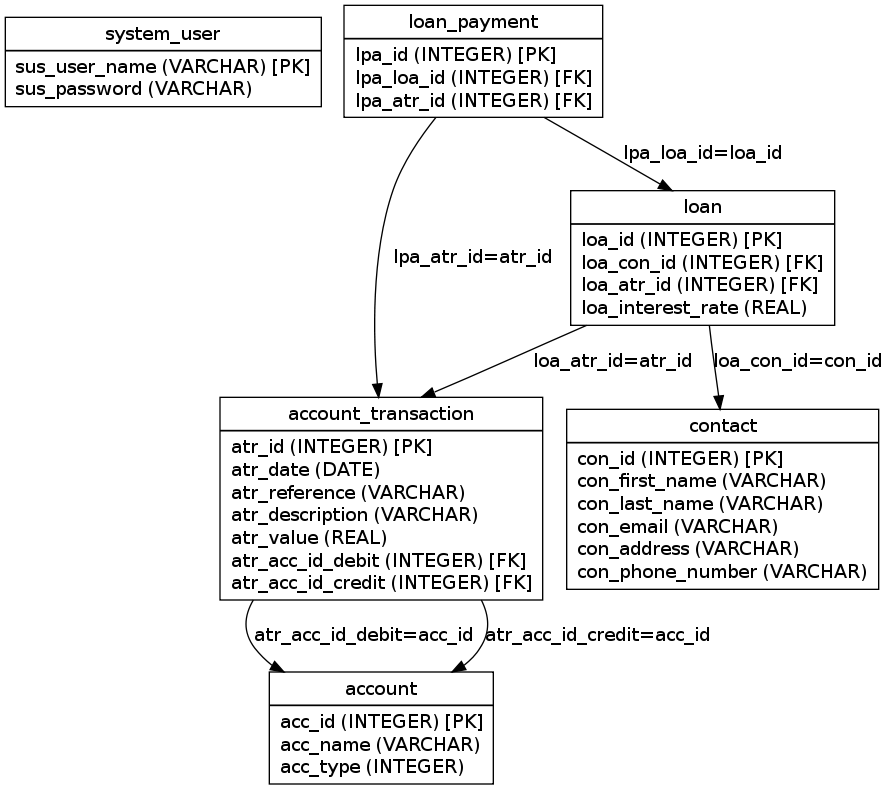 system_user
sus_user_name (VARCHAR) [PK]
sus_password (VARCHAR)
loan_payment
lpa_id (INTEGER) [PK]
lpa_loa_id (INTEGER) [FK]
lpa_atr_id (INTEGER) [FK]
lpa_loa_id=loa_id
loan
loa_id (INTEGER) [PK]
loa_con_id (INTEGER) [FK]
loa_atr_id (INTEGER) [FK]
loa_interest_rate (REAL)
lpa_atr_id=atr_id
loa_atr_id=atr_id
loa_con_id=con_id
account_transaction
atr_id (INTEGER) [PK]
atr_date (DATE)
atr_reference (VARCHAR)
atr_description (VARCHAR)
atr_value (REAL)
atr_acc_id_debit (INTEGER) [FK]
atr_acc_id_credit (INTEGER) [FK]
contact
con_id (INTEGER) [PK]
con_first_name (VARCHAR)
con_last_name (VARCHAR)
con_email (VARCHAR)
con_address (VARCHAR)
con_phone_number (VARCHAR)
atr_acc_id_debit=acc_id
atr_acc_id_credit=acc_id
account
acc_id (INTEGER) [PK]
acc_name (VARCHAR)
acc_type (INTEGER)